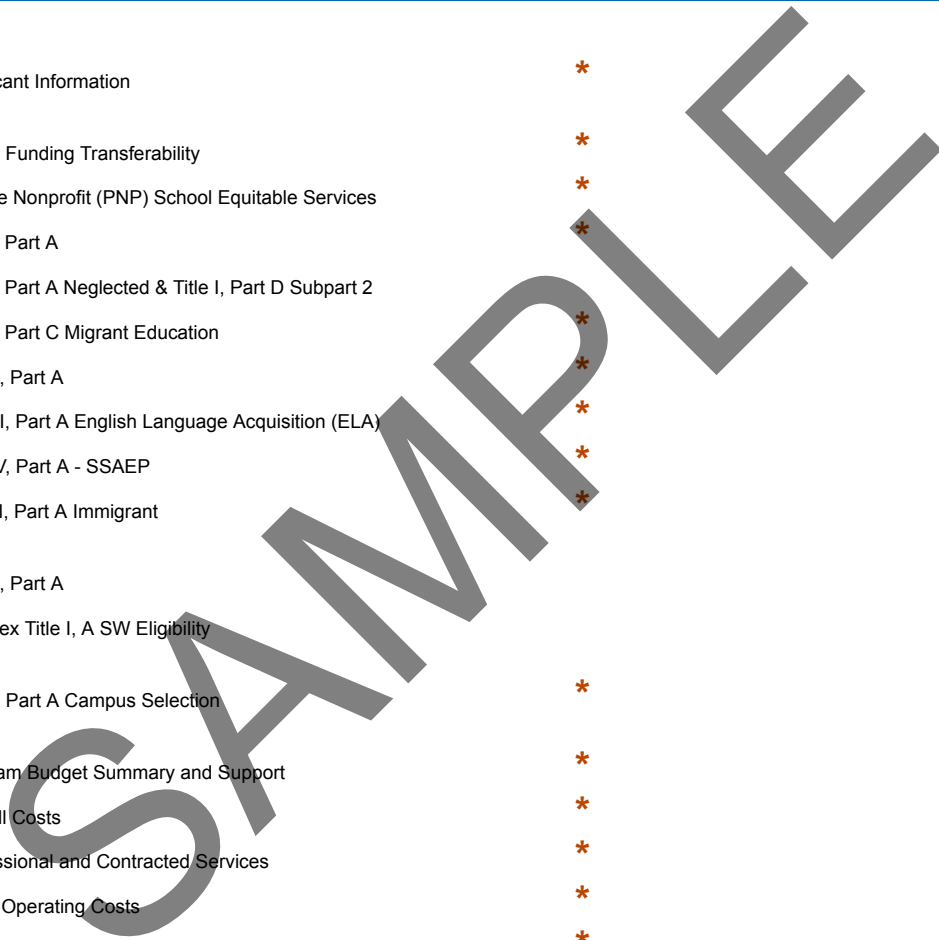 cant Information *
Funding Transferability *
e Nonprofit (PNP) School Equitable Services *
Part A *
Part A Neglected & Title I, Part D Subpart 2
Part C Migrant Education *
, Part A *
I, Part A English Language Acquisition (ELA) *
V, Part A - SSAEP *
I, Part A Immigrant *
, Part A
ex Title I, A SW Eligibility
Part A Campus Selection *
am Budget Summary and Support *
ll Costs *
ssional and Contracted Services *
Operating Costs *
*
SAMPLE